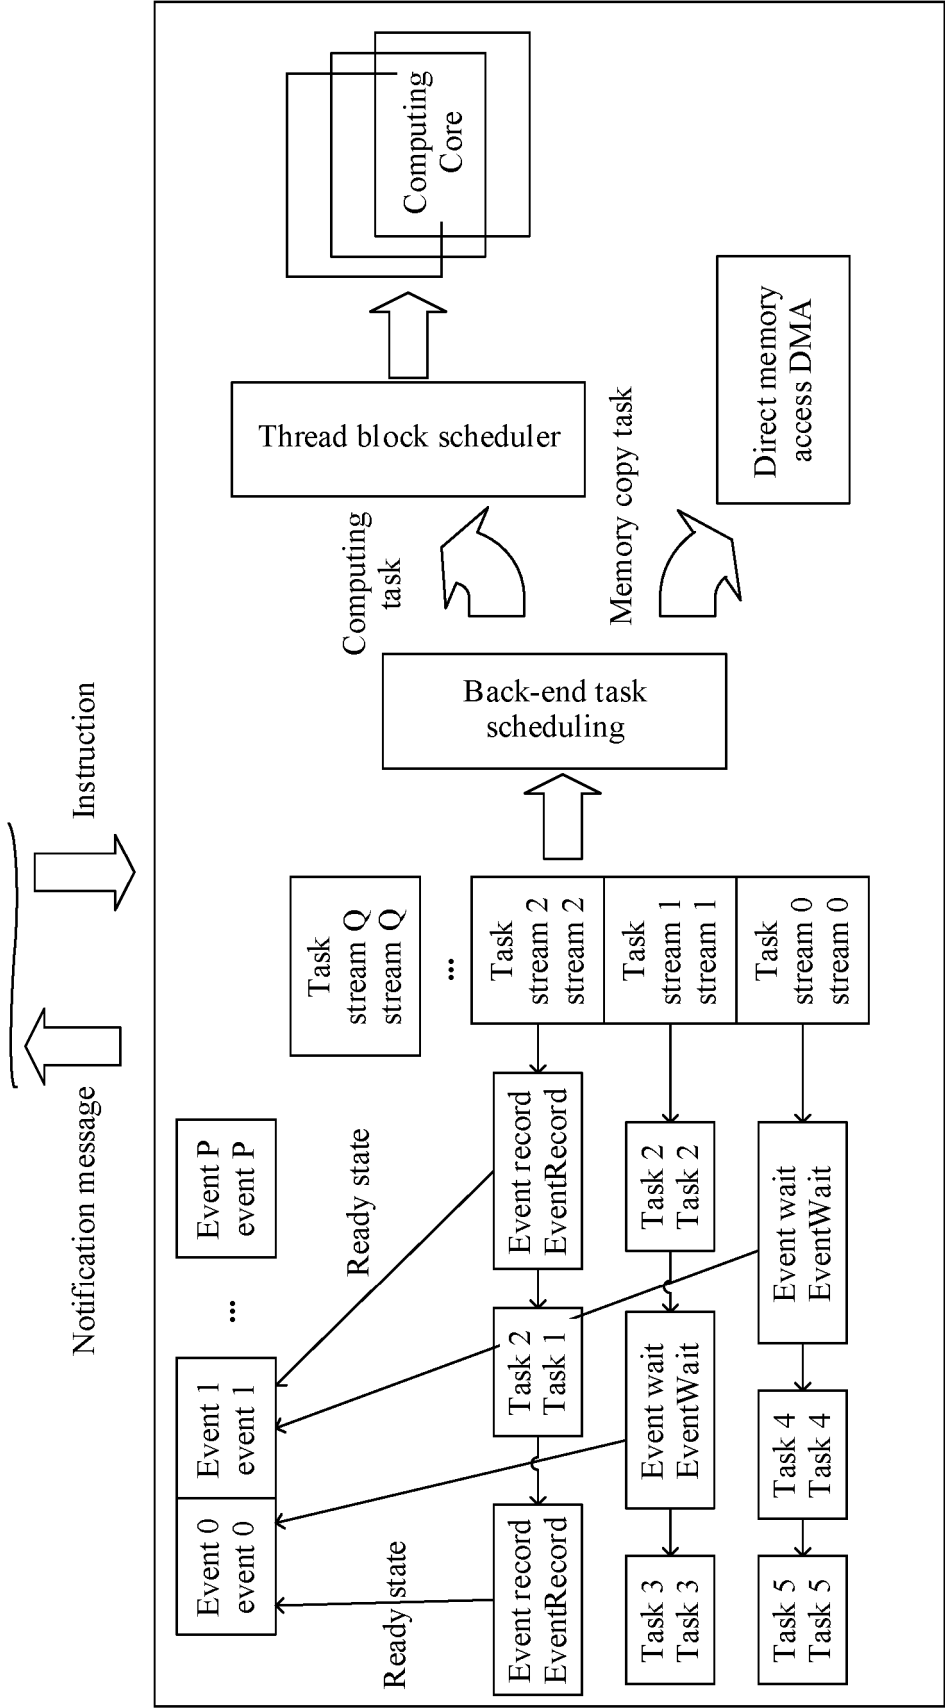 Notification message
Instruction
Event 0
event 0
Event 1
event 1
...
Event P
event P
Ready state
Ready state
Event record
EventRecord
Task 2
Task 1
Event record
EventRecord
Task 3
Task 3
Event wait
EventWait
Task 2
Task 2
Task 5
Task 5
Task 4
Task 4
Event wait
EventWait
Task
stream Q
stream Q
...
Task
stream 2
stream 2
Task
stream 1
stream 1
Task
stream 0
stream 0
Back-end task
scheduling
Computing
task
Memory copy task
Thread block scheduler
Computing
Core
Direct memory
access DMA